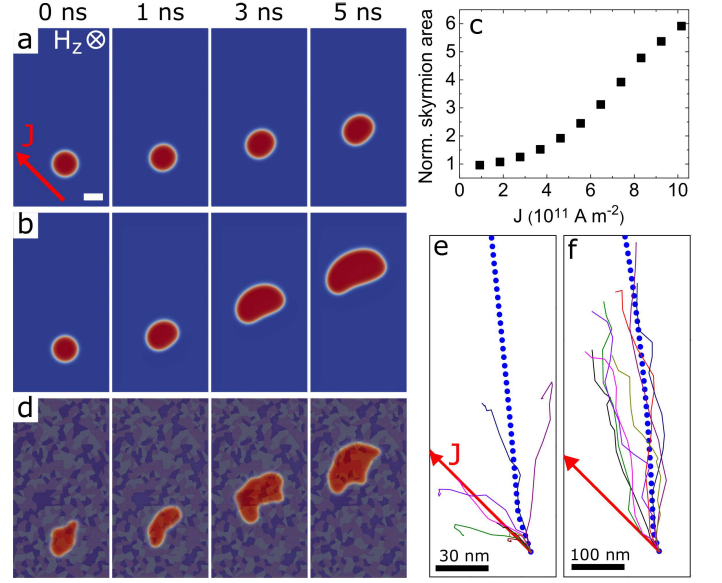 0 ns 1 ns 3 ns 5 ns
a
H_Z ⊗
J
b
d
c
Norm. skyrmion area
6
5
4
3
2
1
0 2 4 6 8 10
J (10¹¹ A m⁻²)
e
J
30 nm
f
100 nm